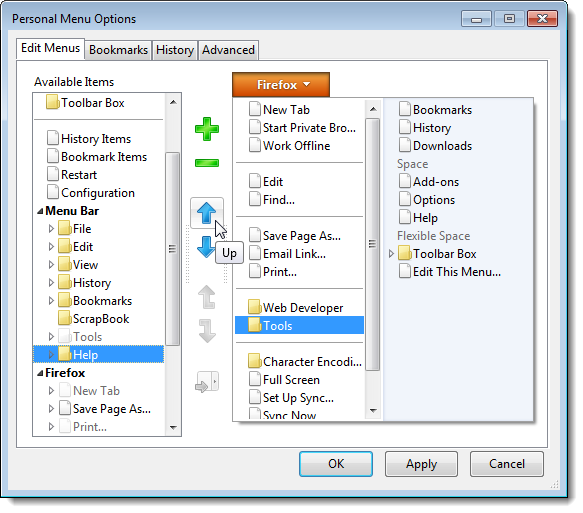 Personal Menu Options
Edit Menus
Bookmarks
History
Advanced
Available Items
Toolbar Box
History Items
Bookmark Items
Restart
Configuration
Menu Bar
File
Edit
View
History
Bookmarks
ScrapBook
Tools
Help
Firefox
New Tab
Save Page As...
Print...
Up
Firefox
New Tab
Start Private Bro...
Work Offline
Edit
Find...
Save Page As...
Email Link...
Print...
Web Developer
Tools
Character Encodi...
Full Screen
Set Up Sync...
Sync Now
Bookmarks
History
Downloads
Space
Add-ons
Options
Help
Flexible Space
Toolbar Box
Edit This Menu...
OK
Apply
Cancel